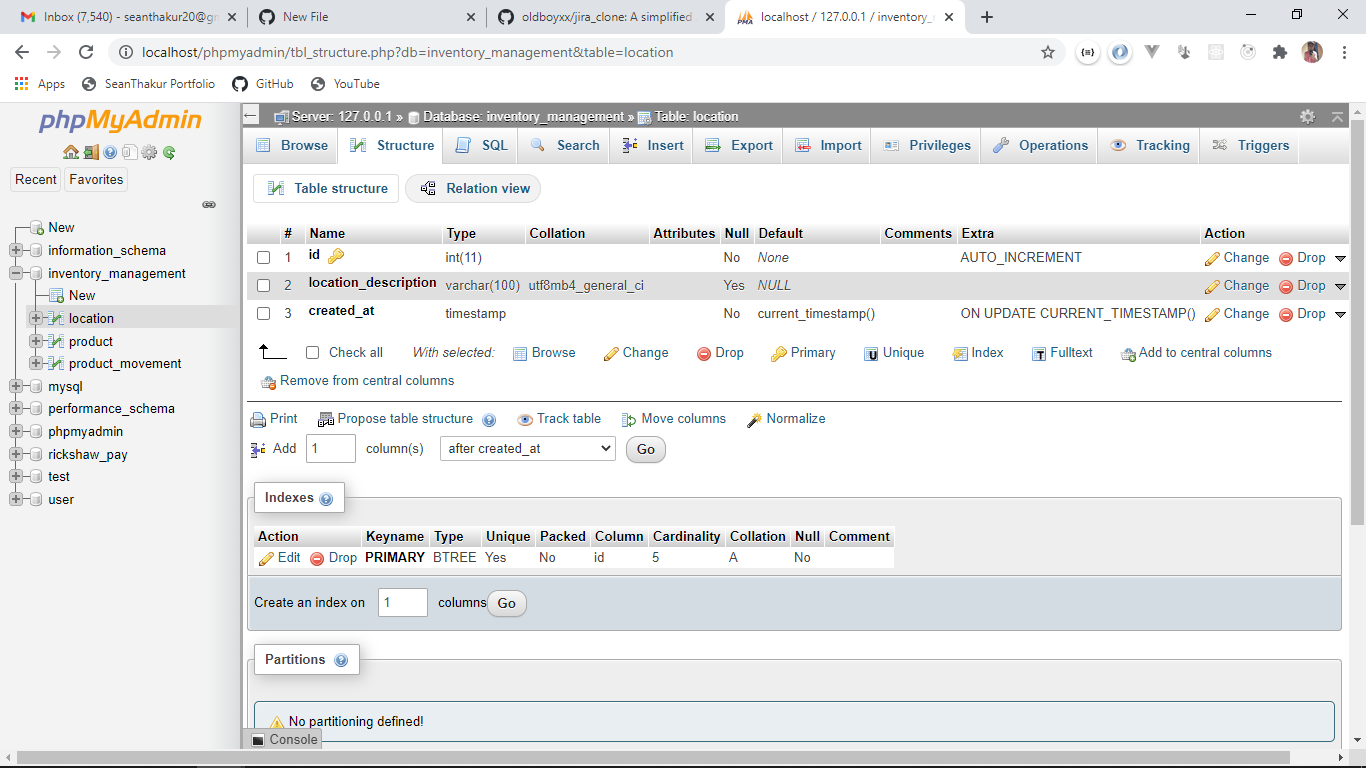 Inbox (7,540) - seanthakur20@gm
New File
oldboyxx/jira_clone: A simplified
localhost / 127.0.0.1 / inventory_m
localhost/phpmyadmin/tbl_structure.php?db=inventory_management&table=location
Apps SeanThakur Portfolio GitHub YouTube
phpMyAdmin
Recent Favorites
New
information_schema
inventory_management
New
location
product
product_movement
mysql
performance_schema
phpmyadmin
rickshaw_pay
test
user
Server: 127.0.0.1 » Database: inventory_management » Table: location
Browse Structure SQL Search Insert Export Import Privileges Operations Tracking Triggers
Table structure Relation view
# Name Type Collation Attributes Null Default Comments Extra Action
1 id int(11) No None AUTO_INCREMENT Change Drop
2 location_description varchar(100) utf8mb4_general_ci Yes NULL Change Drop
3 created_at timestamp No current_timestamp() ON UPDATE CURRENT_TIMESTAMP() Change Drop
Check all With selected: Browse Change Drop Primary Unique Index Fulltext Add to central columns
Remove from central columns
Print Propose table structure Track table Move columns Normalize
Add 1 column(s) after created_at Go
Indexes
Action Keyname Type Unique Packed Column Cardinality Collation Null Comment
Edit Drop PRIMARY BTREE Yes No id 5 A No
Create an index on 1 columns Go
Partitions
No partitioning defined!
Console